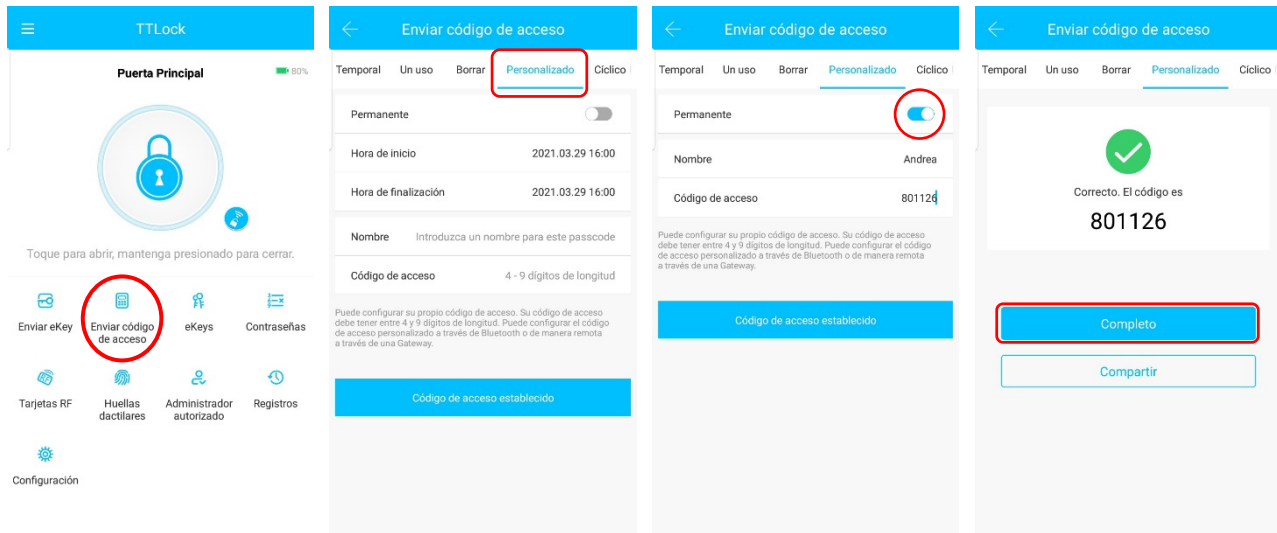 TTLock
Puerta Principal
80%
Toque para abrir, mantenga presionado para cerrar.
Enviar eKey
Enviar código
de acceso
eKeys
Contraseñas
Tarjetas RF
Huellas
dactilares
Administrador
autorizado
Registros
Configuración
Enviar código de acceso
Temporal Un uso Borrar Personalizado Cíclico
Permanente
Hora de inicio 2021.03.29 16:00
Hora de finalización 2021.03.29 16:00
Nombre Introduzca un nombre para este passcode
Código de acceso 4 - 9 dígitos de longitud
Puede configurar su propio código de acceso. Su código de acceso
debe tener entre 4 y 9 dígitos de longitud. Puede configurar el código
de acceso personalizado a través de Bluetooth o de manera remota
a través de una Gateway.
Código de acceso establecido
Enviar código de acceso
Temporal Un uso Borrar Personalizado Cíclico
Permanente
Nombre Andrea
Código de acceso 801126
Puede configurar su propio código de acceso. Su código de acceso
debe tener entre 4 y 9 dígitos de longitud. Puede configurar el código
de acceso personalizado a través de Bluetooth o de manera remota
a través de una Gateway.
Código de acceso establecido
Enviar código de acceso
Temporal Un uso Borrar Personalizado Cíclico
Correcto. El código es
801126
Completo
Compartir